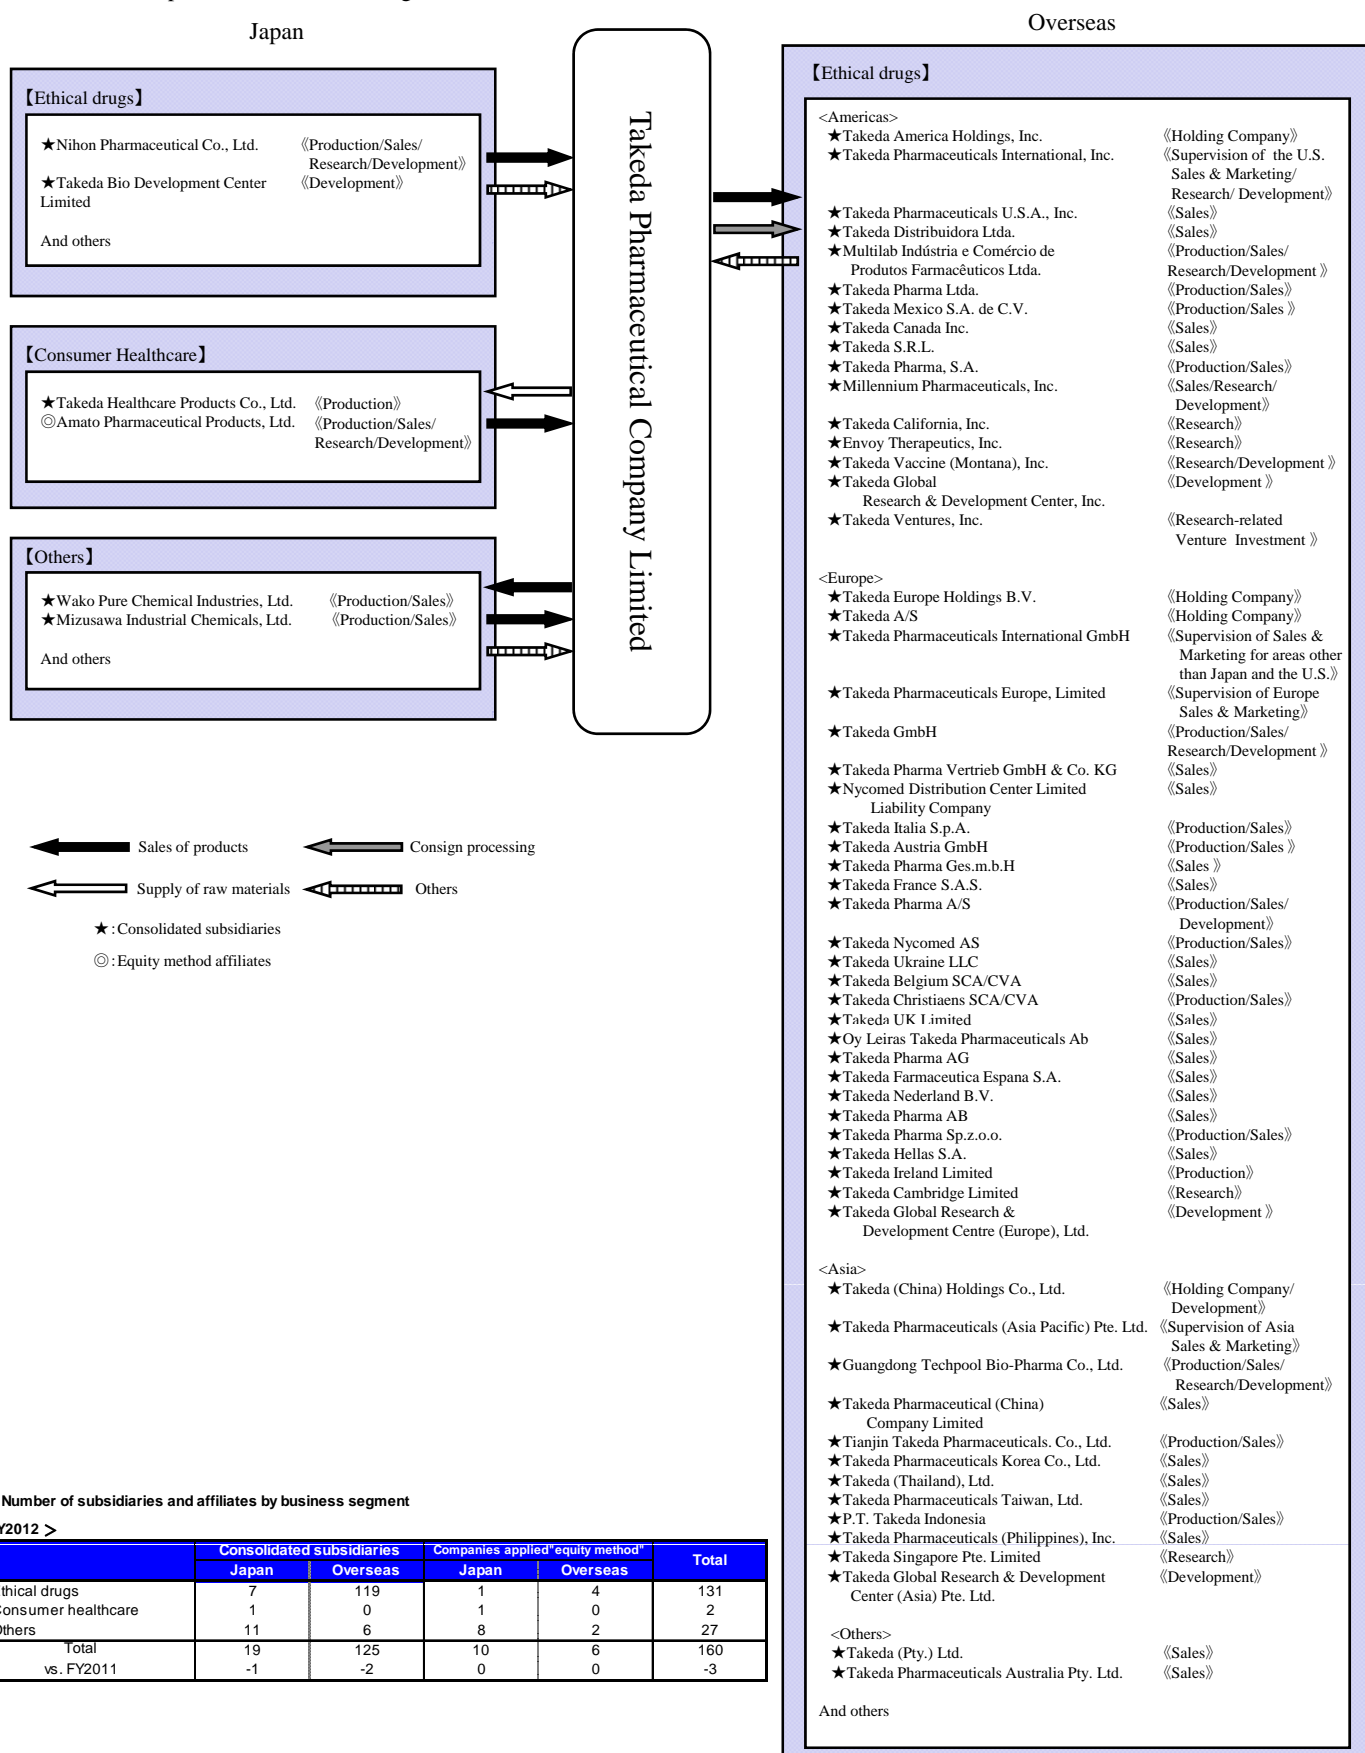 Japan
Overseas
【Ethical drugs】
★Nihon Pharmaceutical Co., Ltd. 《Production/Sales/
Research/Development》
★Takeda Bio Development Center 《Development》
Limited
And others
【Consumer Healthcare】
★Takeda Healthcare Products Co., Ltd. 《Production》
◎Amato Pharmaceutical Products, Ltd. 《Production/Sales/
Research/Development》
【Others】
★Wako Pure Chemical Industries, Ltd. 《Production/Sales》
★Mizusawa Industrial Chemicals, Ltd. 《Production/Sales》
And others
Takeda Pharmaceutical Company Limited
Sales of products
Consign processing
Supply of raw materials
Others
★:Consolidated subsidiaries
◎:Equity method affiliates
【Ethical drugs】
<Americas>
★Takeda America Holdings, Inc. 《Holding Company》
★Takeda Pharmaceuticals International, Inc. 《Supervision of the U.S.
Sales & Marketing/
Research/ Development》
★Takeda Pharmaceuticals U.S.A., Inc. 《Sales》
★Takeda Distribuidora Ltda. 《Sales》
★Multilab Indústria e Comércio de 《Production/Sales/
Produtos Farmacêuticos Ltda. Research/Development 》
★Takeda Pharma Ltda. 《Production/Sales》
★Takeda Mexico S.A. de C.V. 《Production/Sales 》
★Takeda Canada Inc. 《Sales》
★Takeda S.R.L. 《Sales》
★Takeda Pharma, S.A. 《Production/Sales》
★Millennium Pharmaceuticals, Inc. 《Sales/Research/
Development》
★Takeda California, Inc. 《Research》
★Envoy Therapeutics, Inc. 《Research》
★Takeda Vaccine (Montana), Inc. 《Research/Development 》
★Takeda Global 《Development 》
Research & Development Center, Inc.
★Takeda Ventures, Inc. 《Research-related
Venture Investment 》
<Europe>
★Takeda Europe Holdings B.V. 《Holding Company》
★Takeda A/S 《Holding Company》
★Takeda Pharmaceuticals International GmbH 《Supervision of Sales &
Marketing for areas other
than Japan and the U.S.》
★Takeda Pharmaceuticals Europe, Limited 《Supervision of Europe
Sales & Marketing》
★Takeda GmbH 《Production/Sales/
Research/Development 》
★Takeda Pharma Vertrieb GmbH & Co. KG 《Sales》
★Nycomed Distribution Center Limited 《Sales》
Liability Company
★Takeda Italia S.p.A. 《Production/Sales》
★Takeda Austria GmbH 《Production/Sales 》
★Takeda Pharma Ges.m.b.H 《Sales 》
★Takeda France S.A.S. 《Sales》
★Takeda Pharma A/S 《Production/Sales/
Development》
★Takeda Nycomed AS 《Production/Sales》
★Takeda Ukraine LLC 《Sales》
★Takeda Belgium SCA/CVA 《Sales》
★Takeda Christiaens SCA/CVA 《Production/Sales》
★Takeda UK Limited 《Sales》
★Oy Leiras Takeda Pharmaceuticals Ab 《Sales》
★Takeda Pharma AG 《Sales》
★Takeda Farmaceutica Espana S.A. 《Sales》
★Takeda Nederland B.V. 《Sales》
★Takeda Pharma AB 《Sales》
★Takeda Pharma Sp.z.o.o. 《Production/Sales》
★Takeda Hellas S.A. 《Sales》
★Takeda Ireland Limited 《Production》
★Takeda Cambridge Limited 《Research》
★Takeda Global Research & 《Development 》
Development Centre (Europe), Ltd.
<Asia>
★Takeda (China) Holdings Co., Ltd. 《Holding Company/
Development》
★Takeda Pharmaceuticals (Asia Pacific) Pte. Ltd. 《Supervision of Asia
Sales & Marketing》
★Guangdong Techpool Bio-Pharma Co., Ltd. 《Production/Sales/
Research/Development》
★Takeda Pharmaceutical (China) 《Sales》
Company Limited
★Tianjin Takeda Pharmaceuticals. Co., Ltd. 《Production/Sales》
★Takeda Pharmaceuticals Korea Co., Ltd. 《Sales》
★Takeda (Thailand), Ltd. 《Sales》
★Takeda Pharmaceuticals Taiwan, Ltd. 《Sales》
★P.T. Takeda Indonesia 《Production/Sales》
★Takeda Pharmaceuticals (Philippines), Inc. 《Sales》
★Takeda Singapore Pte. Limited 《Research》
★Takeda Global Research & Development 《Development》
Center (Asia) Pte. Ltd.
<Others>
★Takeda (Pty.) Ltd. 《Sales》
★Takeda Pharmaceuticals Australia Pty. Ltd. 《Sales》
And others
Number of subsidiaries and affiliates by business segment
Y2012 >
Consolidated subsidiaries Companies applied"equity method" Total
Japan Overseas Japan Overseas
thical drugs 7 119 1 4 131
onsumer healthcare 1 0 1 0 2
thers 11 6 8 2 27
Total 19 125 10 6 160
vs. FY2011 -1 -2 0 0 -3